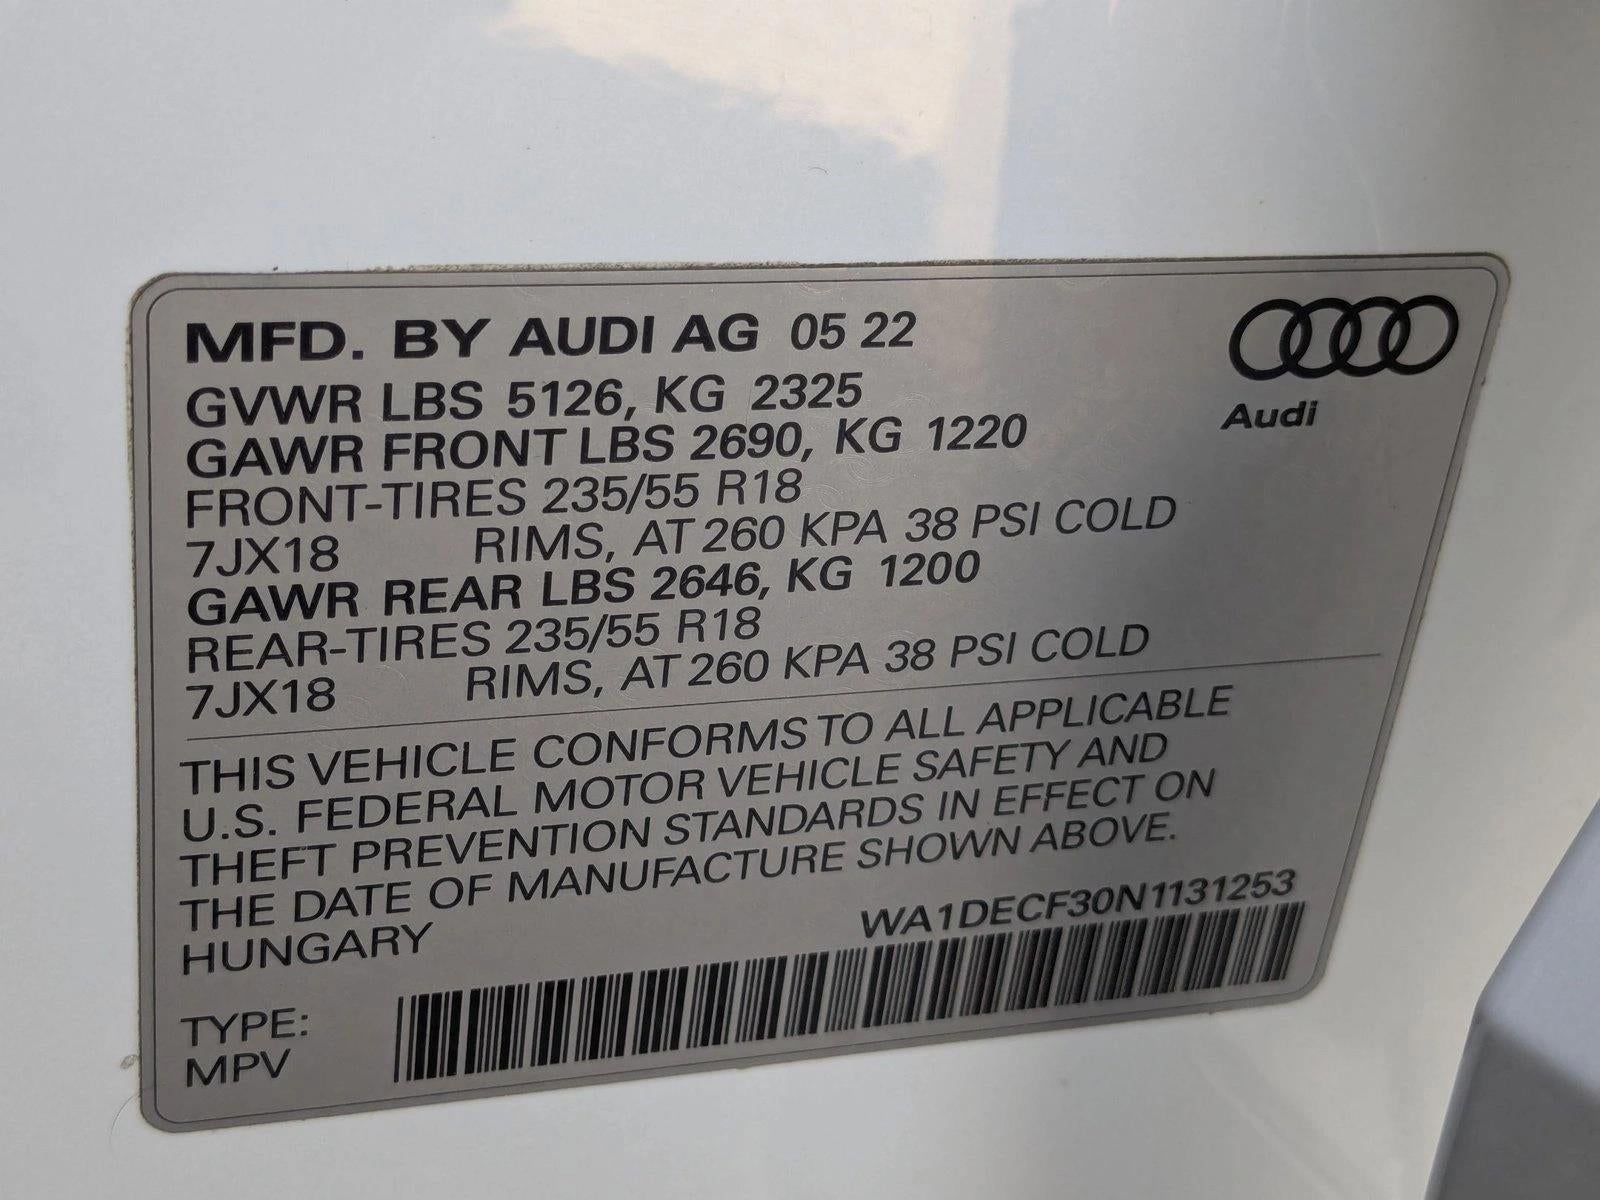 MFD. BY AUDI AG 05 22
Audi
GVWR LBS 5126, KG 2325
GAWR FRONT LBS 2690, KG 1220
FRONT-TIRES 235/55 R18
7JX18 RIMS, AT 260 KPA 38 PSI COLD
GAWR REAR LBS 2646, KG 1200
REAR-TIRES 235/55 R18
7JX18 RIMS, AT 260 KPA 38 PSI COLD
THIS VEHICLE CONFORMS TO ALL APPLICABLE
U.S. FEDERAL MOTOR VEHICLE SAFETY AND
THEFT PREVENTION STANDARDS IN EFFECT ON
THE DATE OF MANUFACTURE SHOWN ABOVE.
HUNGARY
WA1DECF30N1131253
TYPE:
MPV